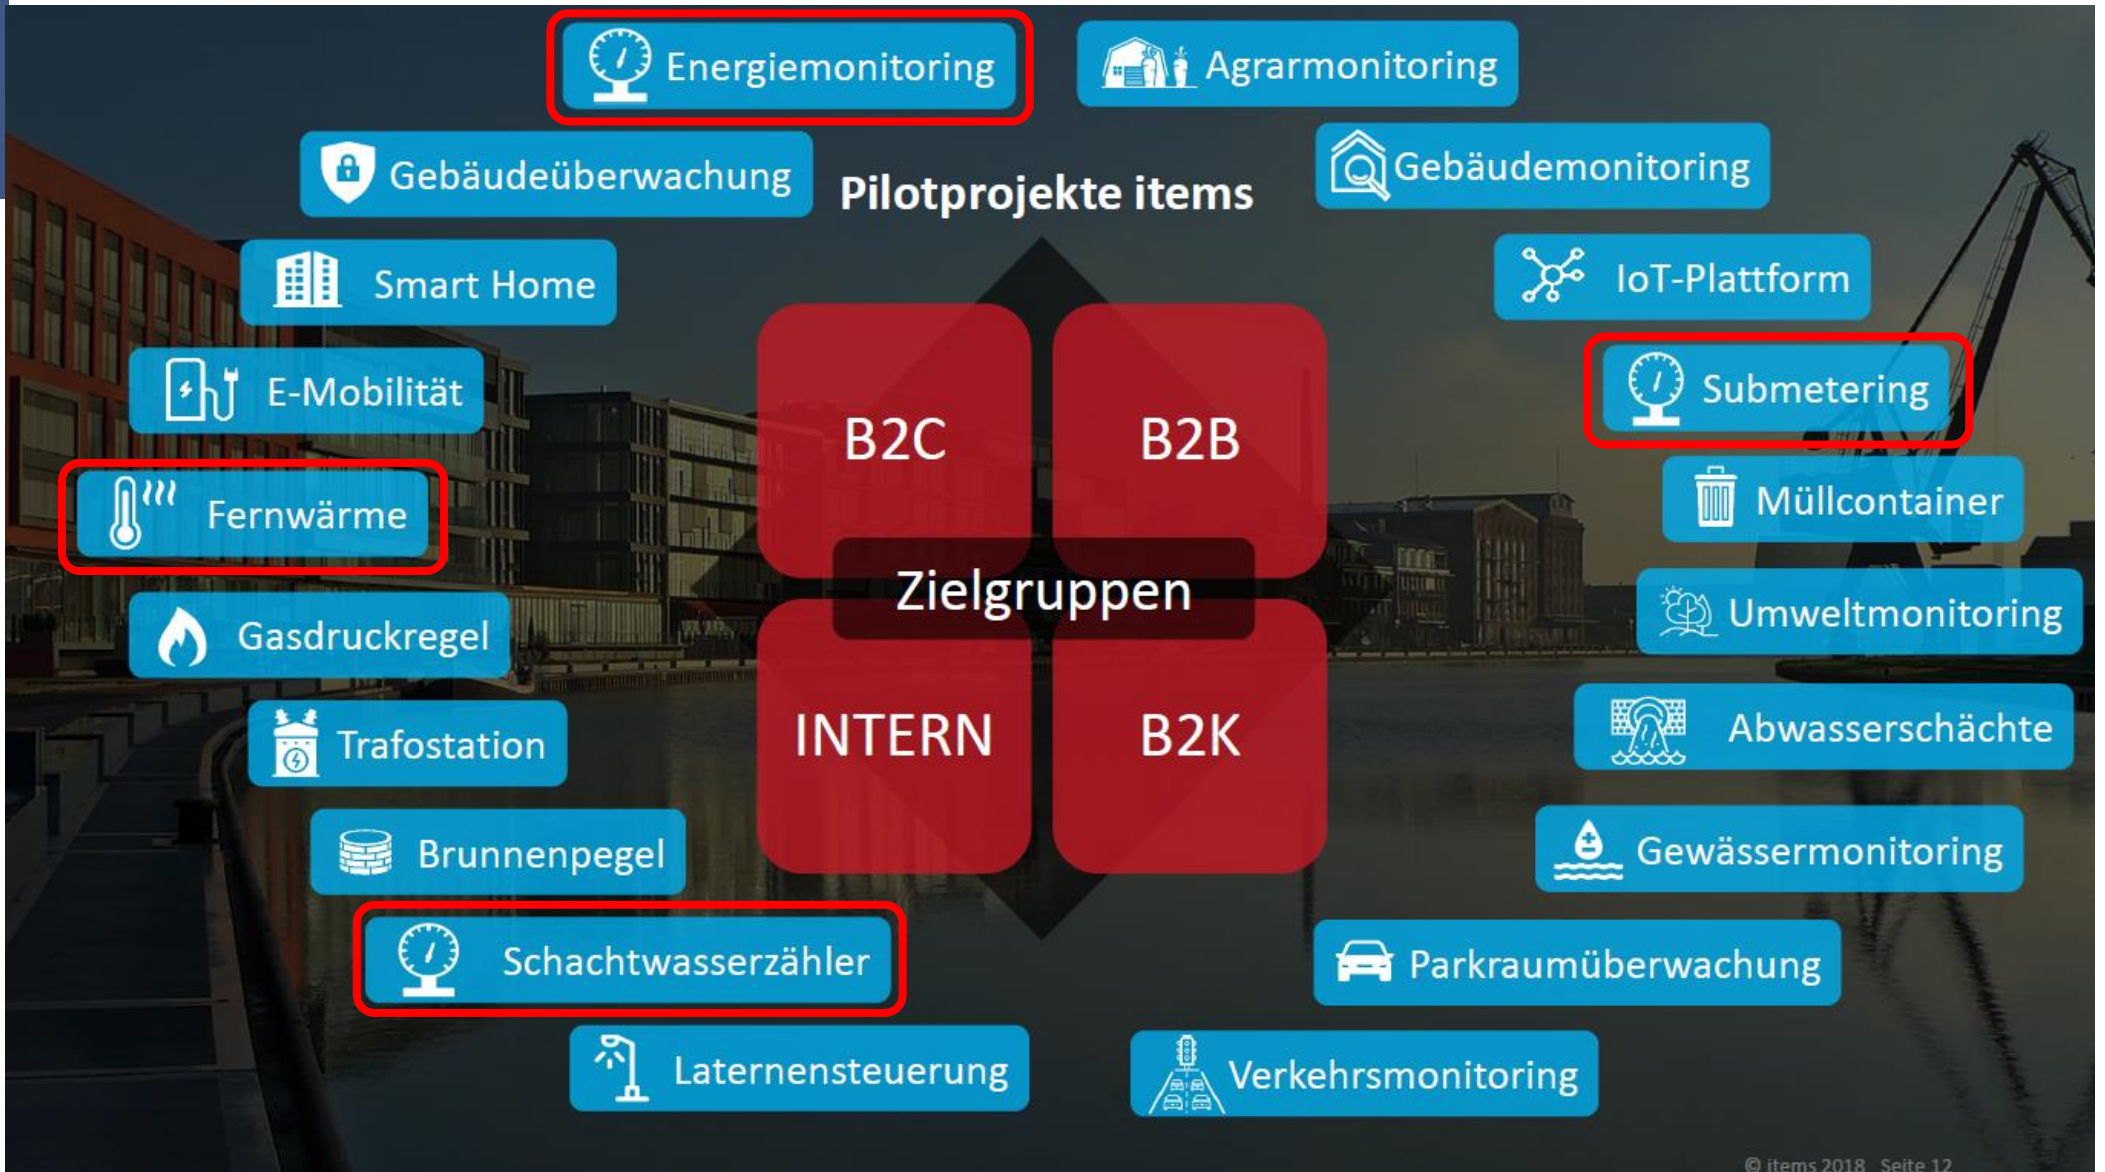 Energiemonitoring
Agrarmonitoring
Gebäudeüberwachung
Pilotprojekte items
Gebäudemonitoring
Smart Home
IoT-Plattform
E-Mobilität
Submetering
B2C
B2B
Fernwärme
Müllcontainer
Zielgruppen
Gasdruckregel
Umweltmonitoring
Trafostation
INTERN
B2K
Abwasserschächte
Brunnenpegel
Gewässermonitoring
Schachtwasserzähler
Parkraumüberwachung
Laternensteuerung
Verkehrsmonitoring
© items 2018 Seite 12